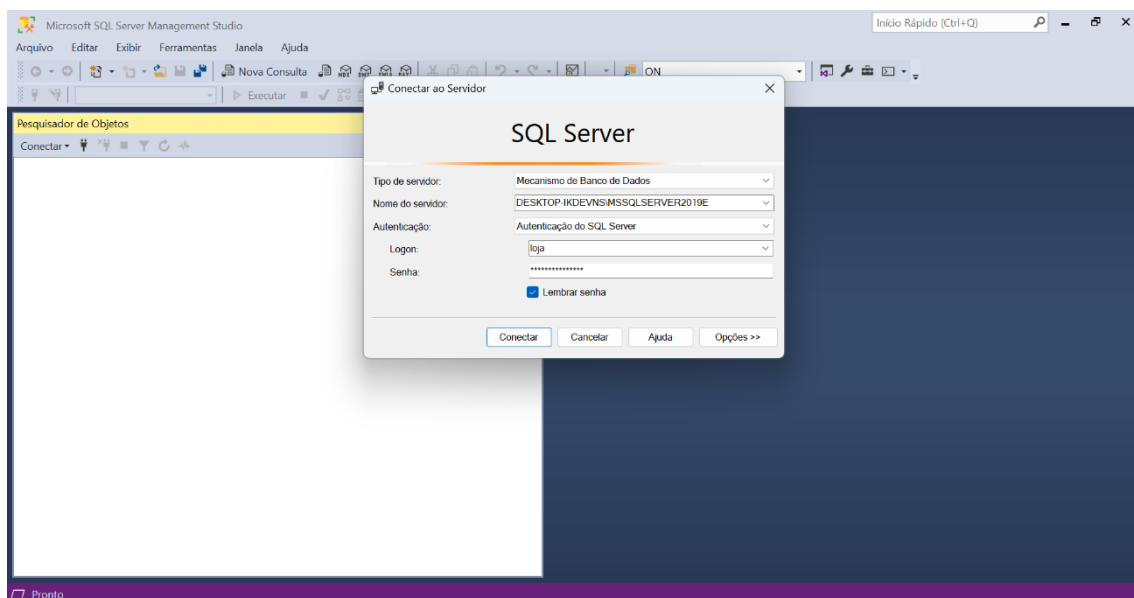 Microsoft SQL Server Management Studio
Início Rápido (Ctrl+Q)
Arquivo Editar Exibir Ferramentas Janela Ajuda
Nova Consulta
ON
Executar
Conectar ao Servidor
Pesquisador de Objetos
Conectar
SQL Server
Tipo de servidor: Mecanismo de Banco de Dados
Nome do servidor: DESKTOP-IKDEVNS\MSSQLSERVER2019E
Autenticação: Autenticação do SQL Server
Logon: loja
Senha: ***************
Lembrar senha
Conectar Cancelar Ajuda Opções >>
Pronto